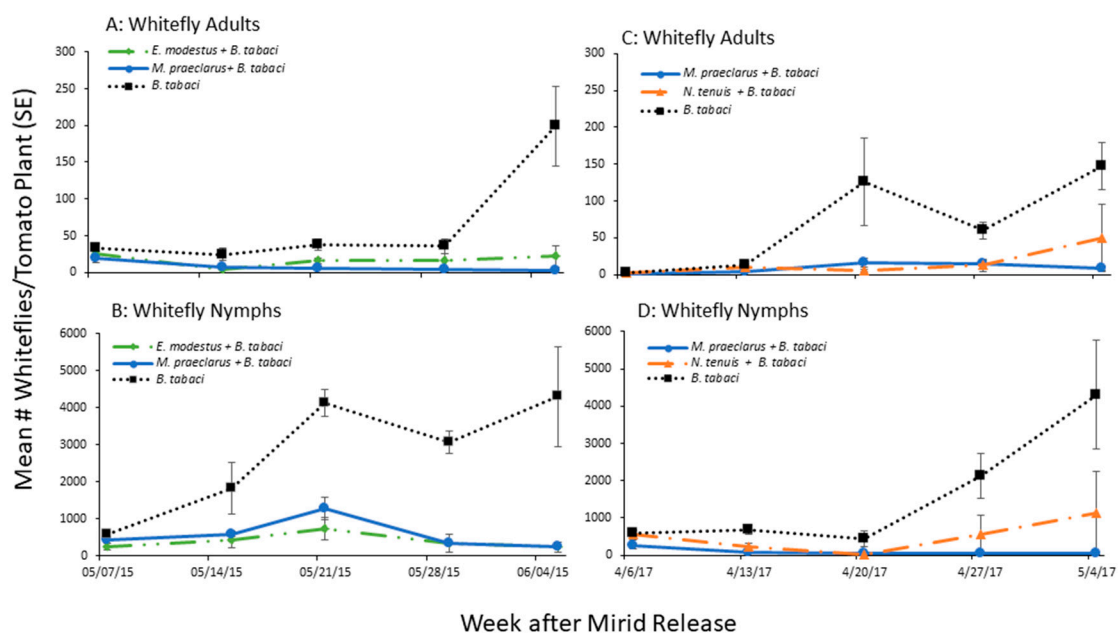 Mean # Whiteflies/Tomato Plant (SE)
A: Whitefly Adults
E. modestus + B. tabaci
M. praeclarus+ B. tabaci
B. tabaci
300
250
200
150
100
50
0
C: Whitefly Adults
M. praeclarus + B. tabaci
N. tenuis + B. tabaci
B. tabaci
300
250
200
150
100
50
0
B: Whitefly Nymphs
E. modestus + B. tabaci
M. praeclarus + B. tabaci
B. tabaci
6000
5000
4000
3000
2000
1000
0
05/07/15 05/14/15 05/21/15 05/28/15 06/04/15
D: Whitefly Nymphs
M. praeclarus + B. tabaci
N. tenuis + B. tabaci
B. tabaci
6000
5000
4000
3000
2000
1000
0
4/6/17 4/13/17 4/20/17 4/27/17 5/4/17
Week after Mirid Release